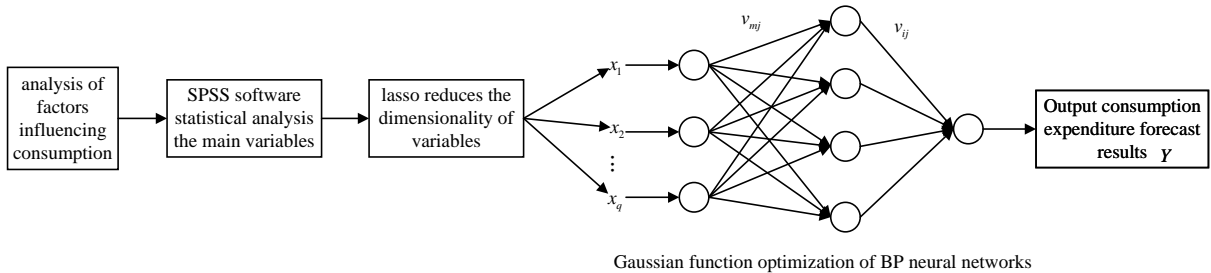 analysis of
factors
influencing
consumption
SPSS software
statistical analysis
the main variables
lasso reduces the
dimensionality of
variables
x1
x2
⋮
xq
vmj
vij
Output consumption
expenditure forecast
results Y
Gaussian function optimization of BP neural networks